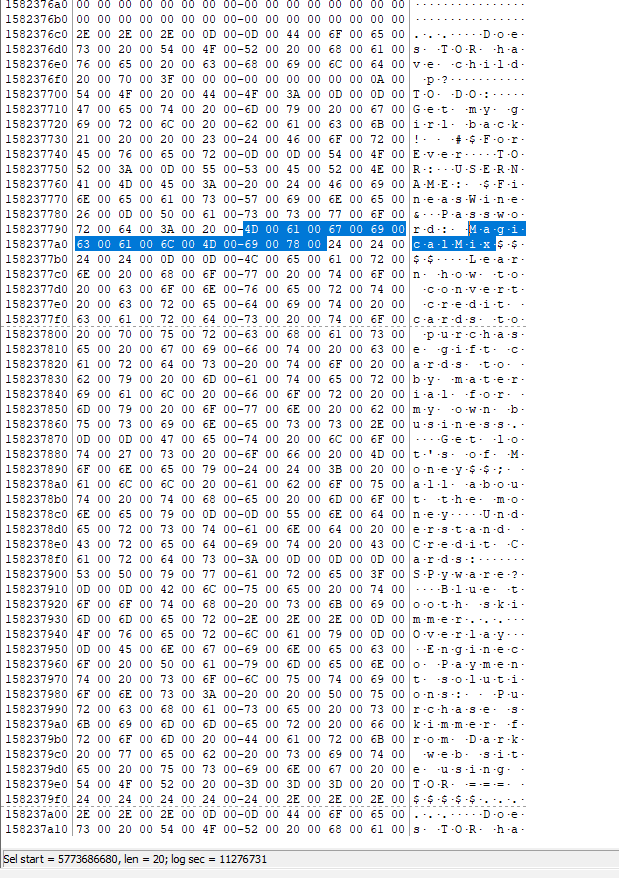 1582376a0 00 00 00 00 00 00 00 00-00 00 00 00 00 00 00 00 ················
1582376b0 00 00 00 00 00 00 00 00-00 00 00 00 00 00 00 00 ················
1582376c0 2E 00 2E 00 2E 00 0D 00-0D 00 44 00 6F 00 65 00 .·.·.·····D·o·e·
1582376d0 73 00 20 00 54 00 4F 00-52 00 20 00 68 00 61 00 s· ·T·O·R· ·h·a·
1582376e0 76 00 65 00 20 00 63 00-68 00 69 00 6C 00 64 00 v·e· ·c·h·i·l·d·
1582376f0 20 00 70 00 3F 00 00 00-00 00 00 00 00 00 0A 00  ·p·?···········
158237700 54 00 4F 00 20 00 44 00-4F 00 3A 00 0D 00 0D 00 T·O· ·D·O·:·····
158237710 47 00 65 00 74 00 20 00-6D 00 79 00 20 00 67 00 G·e·t· ·m·y· ·g·
158237720 69 00 72 00 6C 00 20 00-62 00 61 00 63 00 6B 00 i·r·l· ·b·a·c·k·
158237730 21 00 20 00 20 00 23 00-24 00 46 00 6F 00 72 00 !· · ·#·$·F·o·r·
158237740 45 00 76 00 65 00 72 00-0D 00 0D 00 54 00 4F 00 E·v·e·r·····T·O·
158237750 52 00 3A 00 0D 00 55 00-53 00 45 00 52 00 4E 00 R·:···U·S·E·R·N·
158237760 41 00 4D 00 45 00 3A 00-20 00 24 00 46 00 69 00 A·M·E·:· ·$·F·i·
158237770 6E 00 65 00 61 00 73 00-57 00 69 00 6E 00 65 00 n·e·a·s·W·i·n·e·
158237780 26 00 0D 00 50 00 61 00-73 00 73 00 77 00 6F 00 &···P·a·s·s·w·o·
158237790 72 00 64 00 3A 00 20 00-4D 00 61 00 67 00 69 00 r·d·:· ·M·a·g·i·
1582377a0 63 00 61 00 6C 00 4D 00-69 00 78 00 24 00 24 00 c·a·l·M·i·x·$·$·
1582377b0 24 00 24 00 0D 00 0D 00-4C 00 65 00 61 00 72 00 $·$·····L·e·a·r·
1582377c0 6E 00 20 00 68 00 6F 00-77 00 20 00 74 00 6F 00 n· ·h·o·w· ·t·o·
1582377d0 20 00 63 00 6F 00 6E 00-76 00 65 00 72 00 74 00  ·c·o·n·v·e·r·t·
1582377e0 20 00 63 00 72 00 65 00-64 00 69 00 74 00 20 00  ·c·r·e·d·i·t· ·
1582377f0 63 00 61 00 72 00 64 00-73 00 20 00 74 00 6F 00 c·a·r·d·s· ·t·o·
158237800 20 00 70 00 75 00 72 00-63 00 68 00 61 00 73 00  ·p·u·r·c·h·a·s·
158237810 65 00 20 00 67 00 69 00-66 00 74 00 20 00 63 00 e· ·g·i·f·t· ·c·
158237820 61 00 72 00 64 00 73 00-20 00 74 00 6F 00 20 00 a·r·d·s· ·t·o· ·
158237830 62 00 79 00 20 00 6D 00-61 00 74 00 65 00 72 00 b·y· ·m·a·t·e·r·
158237840 69 00 61 00 6C 00 20 00-66 00 6F 00 72 00 20 00 i·a·l· ·f·o·r· ·
158237850 6D 00 79 00 20 00 6F 00-77 00 6E 00 20 00 62 00 m·y· ·o·w·n· ·b·
158237860 75 00 73 00 69 00 6E 00-65 00 73 00 73 00 2E 00 u·s·i·n·e·s·s·.·
158237870 0D 00 0D 00 47 00 65 00-74 00 20 00 6C 00 6F 00 ····G·e·t· ·l·o·
158237880 74 00 27 00 73 00 20 00-6F 00 66 00 20 00 4D 00 t·'·s· ·o·f· ·M·
158237890 6F 00 6E 00 65 00 79 00-24 00 24 00 3B 00 20 00 o·n·e·y·$·$·;· ·
1582378a0 61 00 6C 00 6C 00 20 00-61 00 62 00 6F 00 75 00 a·l·l· ·a·b·o·u·
1582378b0 74 00 20 00 74 00 68 00-65 00 20 00 6D 00 6F 00 t· ·t·h·e· ·m·o·
1582378c0 6E 00 65 00 79 00 0D 00-0D 00 55 00 6E 00 64 00 n·e·y·····U·n·d·
1582378d0 65 00 72 00 73 00 74 00-61 00 6E 00 64 00 20 00 e·r·s·t·a·n·d· ·
1582378e0 43 00 72 00 65 00 64 00-69 00 74 00 20 00 43 00 C·r·e·d·i·t· ·C·
1582378f0 61 00 72 00 64 00 73 00-3A 00 0D 00 0D 00 0D 00 a·r·d·s·:·······
158237900 53 00 50 00 79 00 77 00-61 00 72 00 65 00 3F 00 S·P·y·w·a·r·e·?·
158237910 0D 00 0D 00 42 00 6C 00-75 00 65 00 20 00 74 00 ····B·l·u·e· ·t·
158237920 6F 00 6F 00 74 00 68 00-20 00 73 00 6B 00 69 00 o·o·t·h· ·s·k·i·
158237930 6D 00 6D 00 65 00 72 00-2E 00 2E 00 2E 00 0D 00 m·m·e·r·.·.·.···
158237940 4F 00 76 00 65 00 72 00-6C 00 61 00 79 00 0D 00 O·v·e·r·l·a·y···
158237950 0D 00 45 00 6E 00 67 00-69 00 6E 00 65 00 63 00 ··E·n·g·i·n·e·c·
158237960 6F 00 20 00 50 00 61 00-79 00 6D 00 65 00 6E 00 o· ·P·a·y·m·e·n·
158237970 74 00 20 00 73 00 6F 00-6C 00 75 00 74 00 69 00 t· ·s·o·l·u·t·i·
158237980 6F 00 6E 00 73 00 3A 00-20 00 20 00 50 00 75 00 o·n·s·:· · ·P·u·
158237990 72 00 63 00 68 00 61 00-73 00 65 00 20 00 73 00 r·c·h·a·s·e· ·s·
1582379a0 6B 00 69 00 6D 00 6D 00-65 00 72 00 20 00 66 00 k·i·m·m·e·r· ·f·
1582379b0 72 00 6F 00 6D 00 20 00-44 00 61 00 72 00 6B 00 r·o·m· ·D·a·r·k·
1582379c0 20 00 77 00 65 00 62 00-20 00 73 00 69 00 74 00  ·w·e·b· ·s·i·t·
1582379d0 65 00 20 00 75 00 73 00-69 00 6E 00 67 00 20 00 e· ·u·s·i·n·g· ·
1582379e0 54 00 4F 00 52 00 20 00-3D 00 3D 00 3D 00 20 00 T·O·R· ·=·=·=· ·
1582379f0 24 00 24 00 24 00 24 00-24 00 2E 00 2E 00 2E 00 $·$·$·$·$·.·.·.·
158237a00 2E 00 2E 00 2E 00 0D 00-0D 00 44 00 6F 00 65 00 .·.·.·····D·o·e·
158237a10 73 00 20 00 54 00 4F 00-52 00 20 00 68 00 61 00 s· ·T·O·R· ·h·a·
Sel start = 5773686680, len = 20; log sec = 11276731